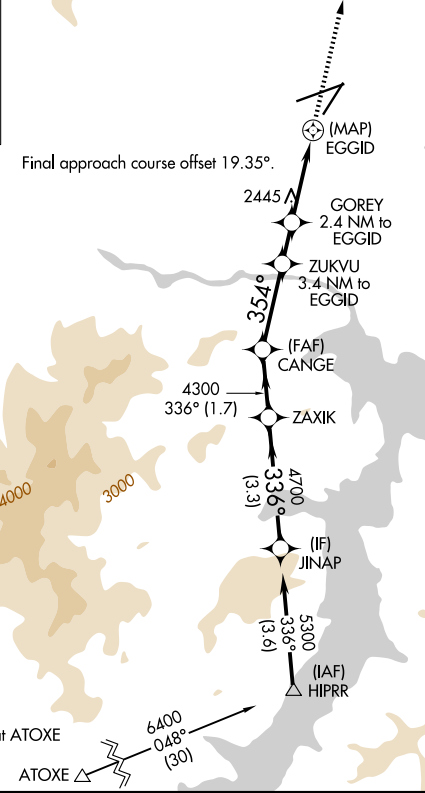 (MAP)
EGGID
Final approach course offset 19.35°.
2445
GOREY
2.4 NM to
EGGID
ZUKVU
3.4 NM to
EGGID
354°
(FAF)
CANGE
4300
336° (1.7)
ZAXIK
4700
336°
(3.3)
4000
3000
(IF)
JINAP
5300
336°
(3.6)
(IAF)
HIPRR
6400
048°
(30)
at ATOXE
ATOXE